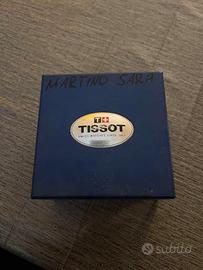 MARTINO SARA
T+
TISSOT
SWISS WATCHES SINCE 1853
subito